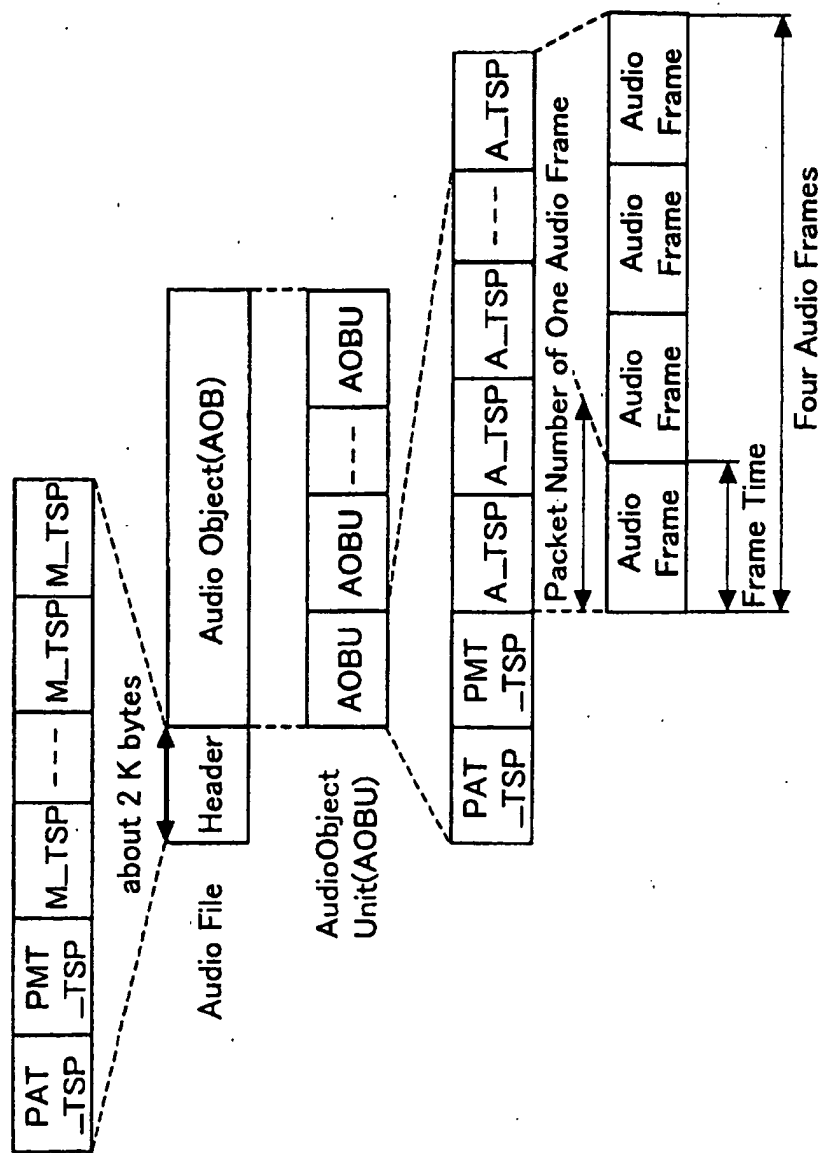 PAT
_TSP
PMT
_TSP
M_TSP
---
M_TSP
M_TSP
about 2 K bytes
Audio File
Header
Audio Object(AOB)
AudioObject
Unit(AOBU)
AOBU
AOBU
---
AOBU
PAT
_TSP
PMT
_TSP
A_TSP
A_TSP
A_TSP
---
A_TSP
Packet Number of One Audio Frame
Audio
Frame
Audio
Frame
Audio
Frame
Audio
Frame
Frame Time
Four Audio Frames